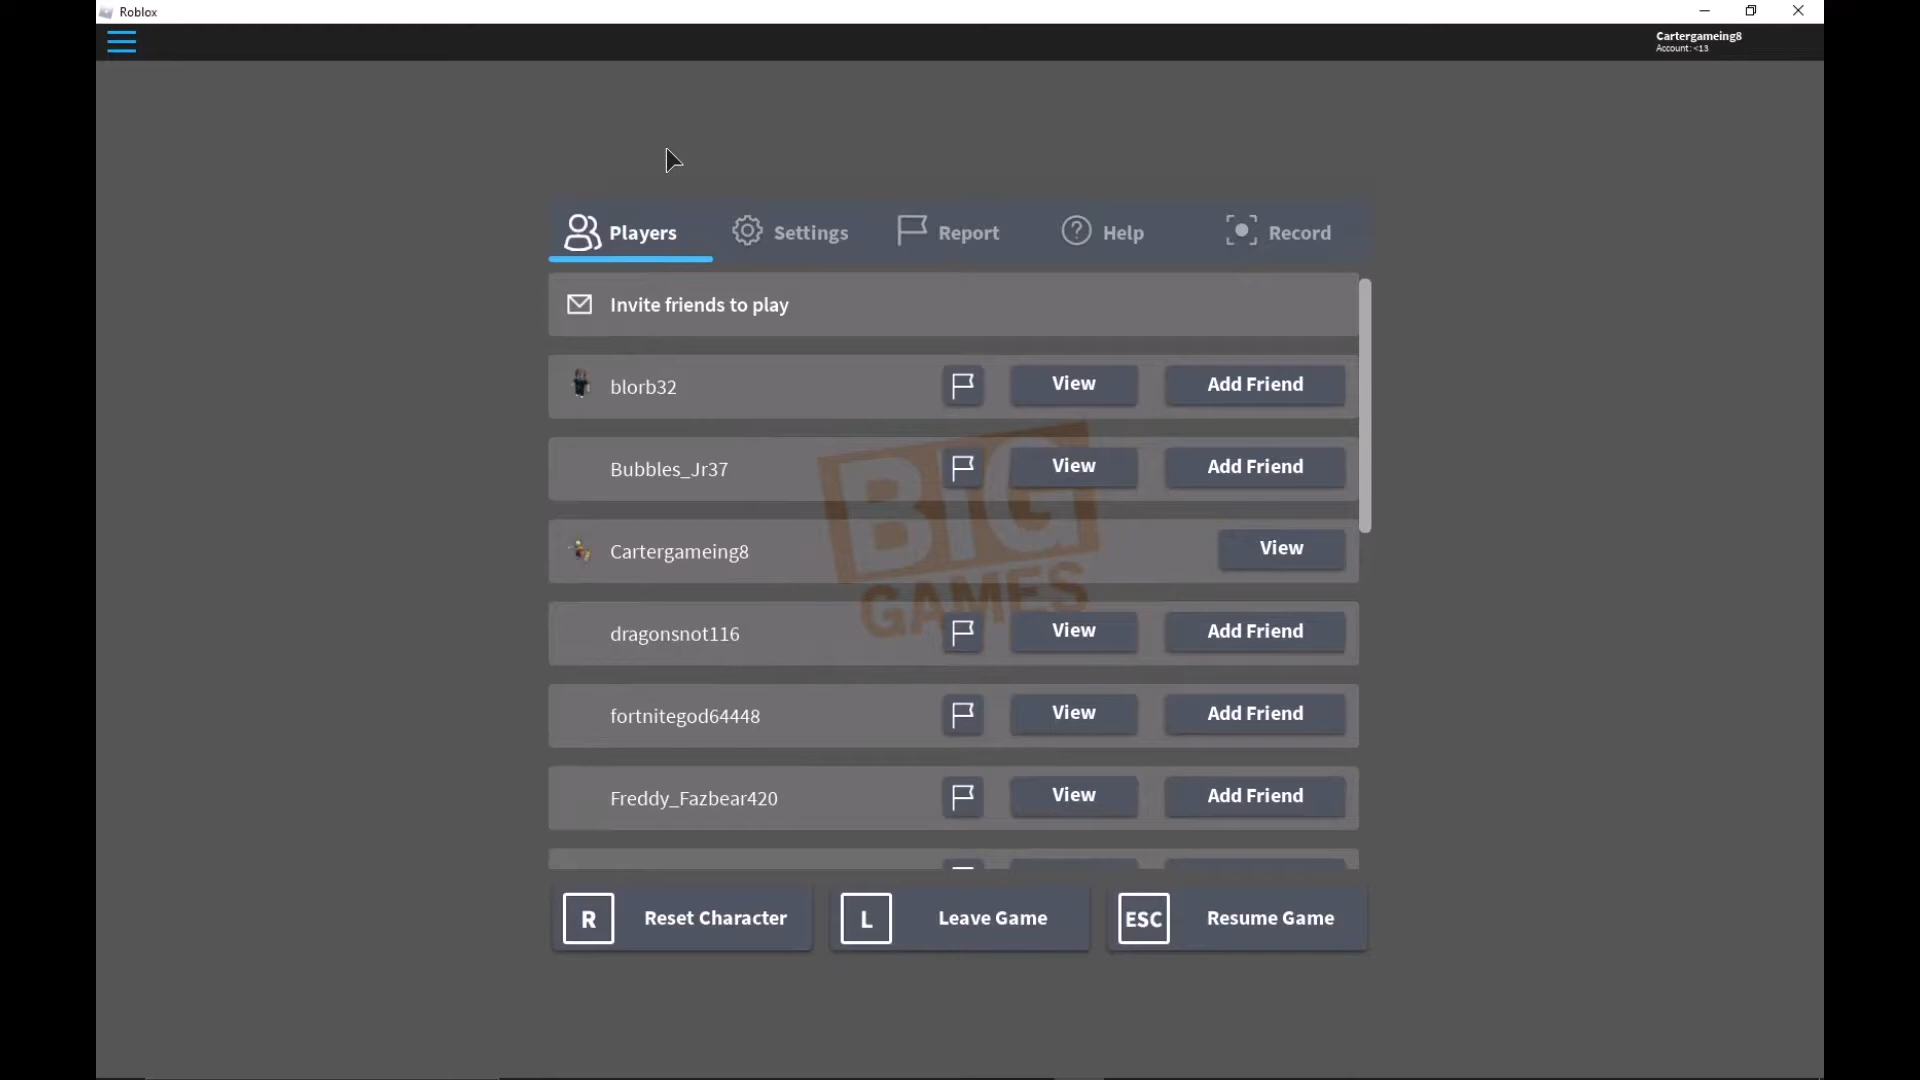 Roblox
Cartergameing8
Account: <13
Players
Settings
Report
Help
Record
Invite friends to play
blorb32
View
Add Friend
Bubbles_Jr37
View
Add Friend
Cartergameing8
View
dragonsnot116
View
Add Friend
fortnitegod64448
View
Add Friend
Freddy_Fazbear420
View
Add Friend
BIG
GAMES
R
Reset Character
L
Leave Game
ESC
Resume Game